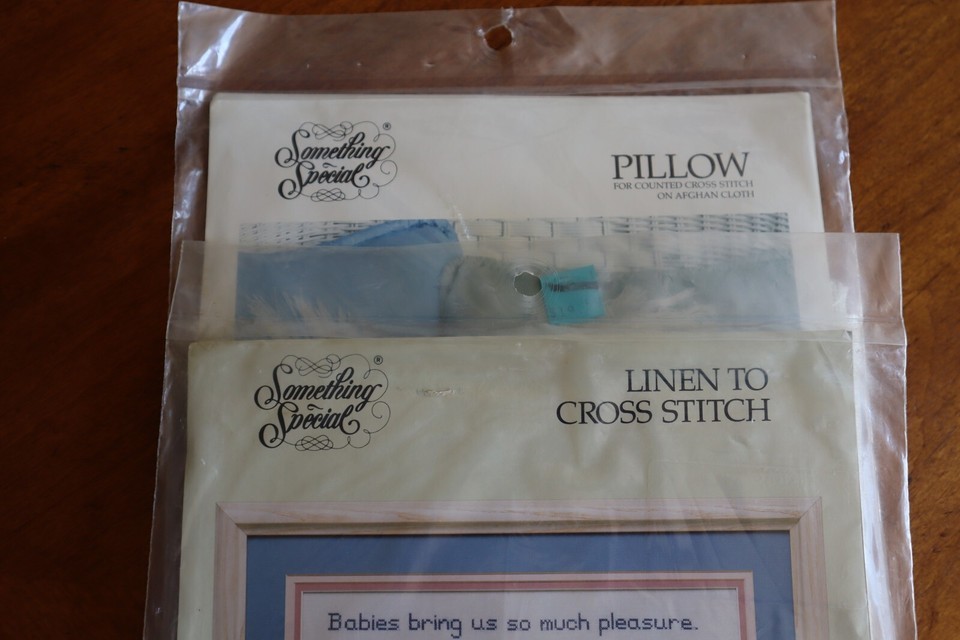 Something
Special
®
PILLOW
FOR COUNTED CROSS STITCH
ON AFGHAN CLOTH
Something
Special
®
LINEN TO
CROSS STITCH
Babies bring us so much pleasure.